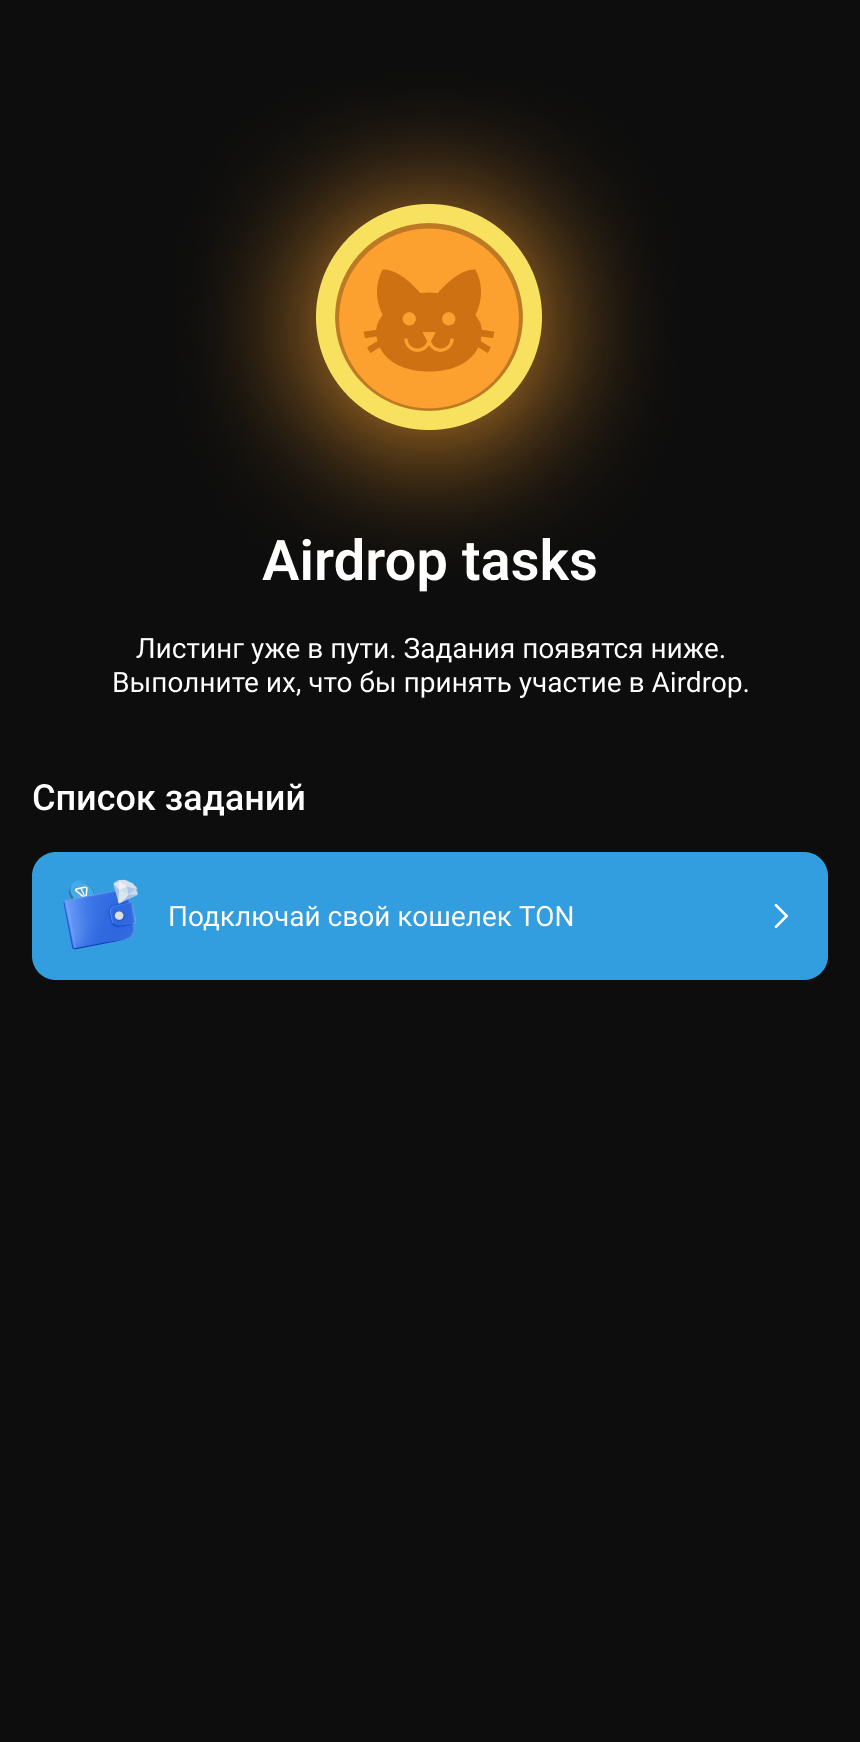 Airdrop tasks
Листинг уже в пути. Задания появятся ниже.
Выполните их, что бы принять участие в Airdrop.
Список заданий
Подключай свой кошелек TON